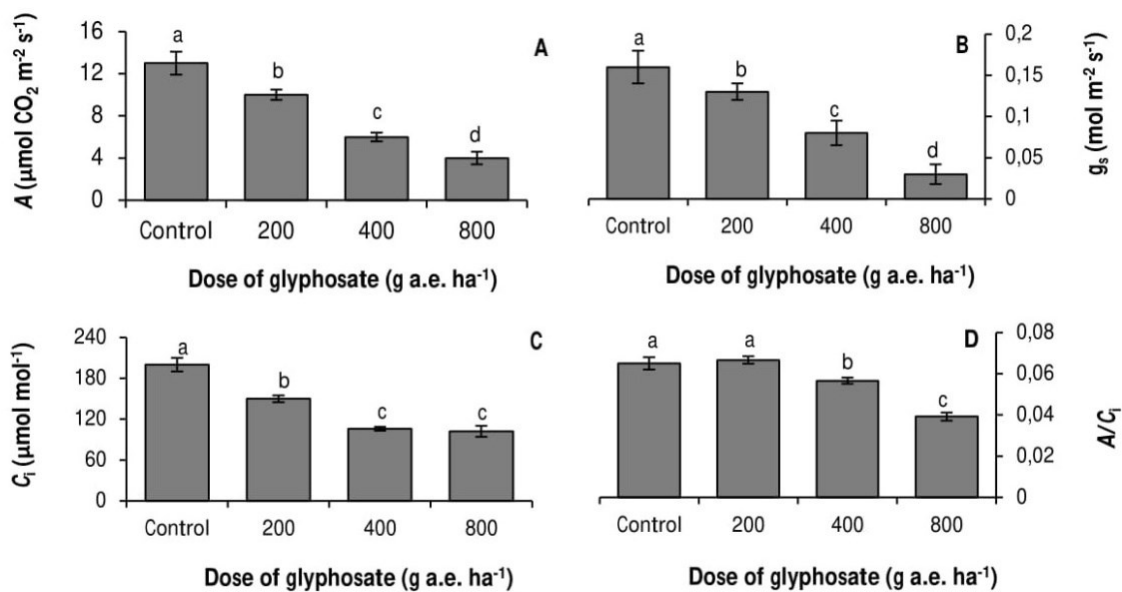 A (µmol CO₂ m⁻² s⁻¹)
16
12
8
4
0
a
b
c
d
A
Control 200 400 800
Dose of glyphosate (g a.e. ha⁻¹)
B
a
b
c
d
0,2
0,15
0,1
0,05
0
gₛ (mol m⁻² s⁻¹)
Control 200 400 800
Dose of glyphosate (g a.e. ha⁻¹)
Cᵢ (µmol mol⁻¹)
240
180
120
60
0
a
b
c
c
C
Control 200 400 800
Dose of glyphosate (g a.e. ha⁻¹)
D
a
a
b
c
0,08
0,06
0,04
0,02
0
A/Cᵢ
Control 200 400 800
Dose of glyphosate (g a.e. ha⁻¹)